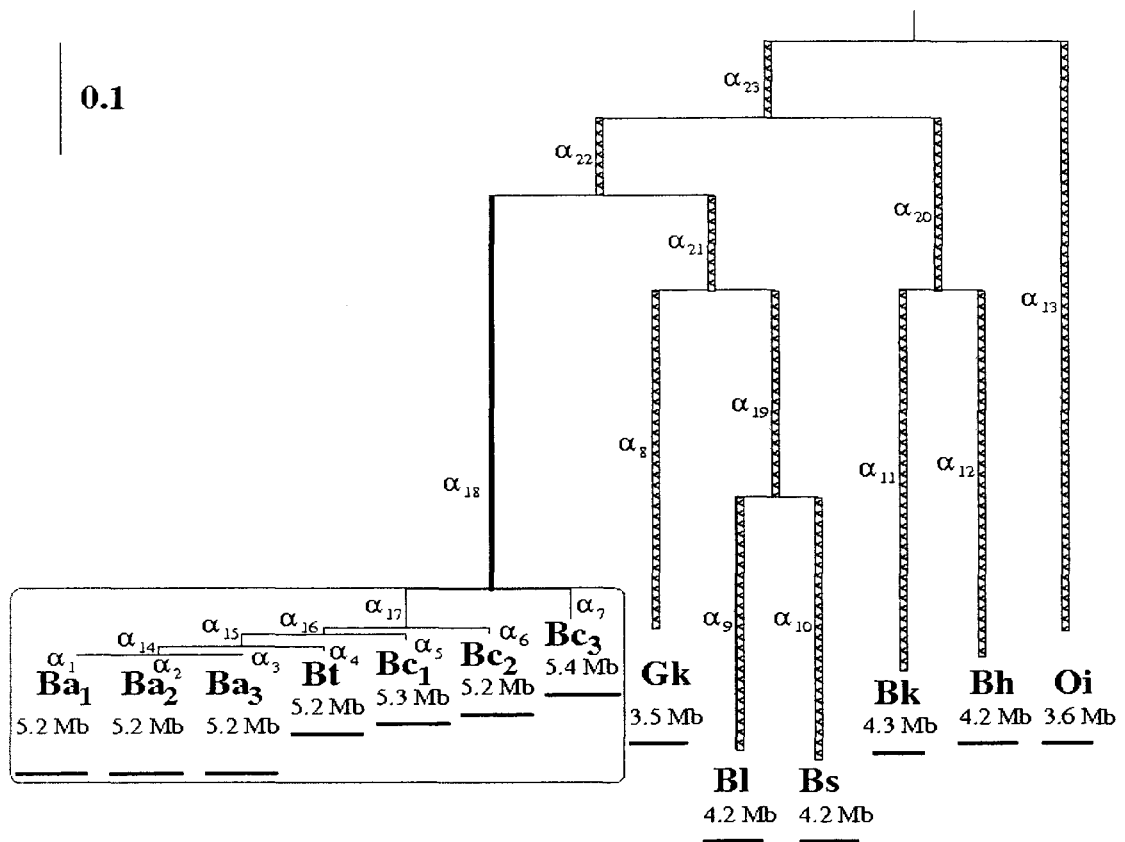 0.1
α23
α22
α20
α21
α13
α19
α8
α11
α12
α18
α9
α10
α17
α7
α16
α15
α14
α6
α5
α4
α3
α2
α1
Ba1
Ba2
Ba3
Bt
Bc1
Bc2
Bc3
5.2 Mb
5.2 Mb
5.2 Mb
5.2 Mb
5.3 Mb
5.2 Mb
5.4 Mb
Gk
3.5 Mb
Bk
4.3 Mb
Bh
4.2 Mb
Oi
3.6 Mb
Bl
4.2 Mb
Bs
4.2 Mb